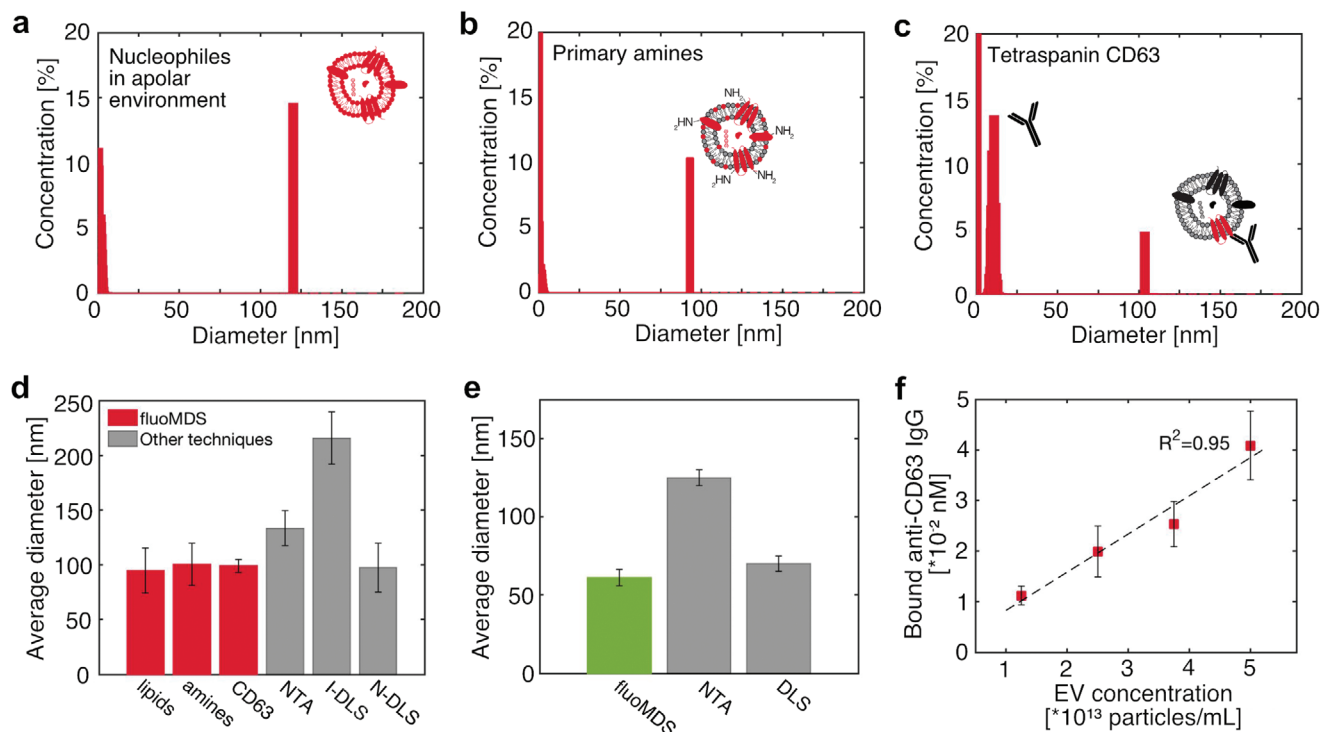 a
Nucleophiles
in apolar
environment
Concentration [%]
20
15
10
5
0
0 50 100 150 200
Diameter [nm]
b
Primary amines
NH2
2HN
NH2
2HN
NH2
Concentration [%]
20
15
10
5
0
0 50 100 150 200
Diameter [nm]
c
Tetraspanin CD63
Concentration [%]
20
15
10
5
0
0 50 100 150 200
Diameter [nm]
d
fluoMDS
Other techniques
Average diameter [nm]
250
200
150
100
50
0
lipids
amines
CD63
NTA
I-DLS
N-DLS
e
Average diameter [nm]
150
100
50
0
fluoMDS
NTA
DLS
f
R2=0.95
Bound anti-CD63 IgG
[*10-2 nM]
5
4
3
2
1
0
1 2 3 4 5
EV concentration
[*1013 particles/mL]